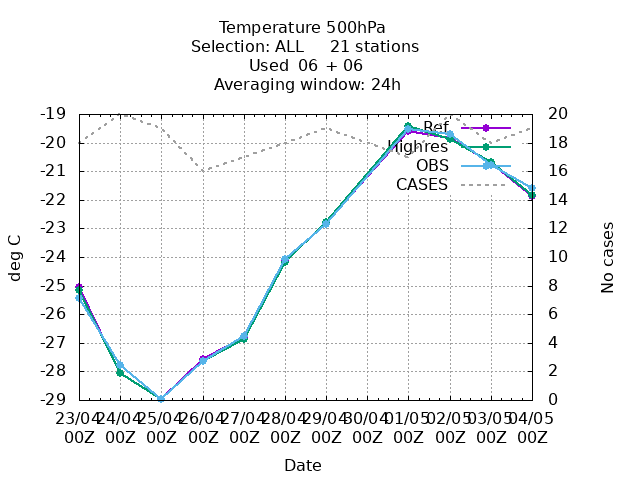 Temperature 500hPa
Selection: ALL 21 stations
Used 06 + 06
Averaging window: 24h
-19
-20
-21
-22
-23
-24
-25
-26
-27
-28
-29
deg C
20
18
16
14
12
10
8
6
4
2
0
No cases
Ref
highres
OBS
CASES
23/04 24/04 25/04 26/04 27/04 28/04 29/04 30/04 01/05 02/05 03/05 04/05
00Z 00Z 00Z 00Z 00Z 00Z 00Z 00Z 00Z 00Z 00Z 00Z
Date